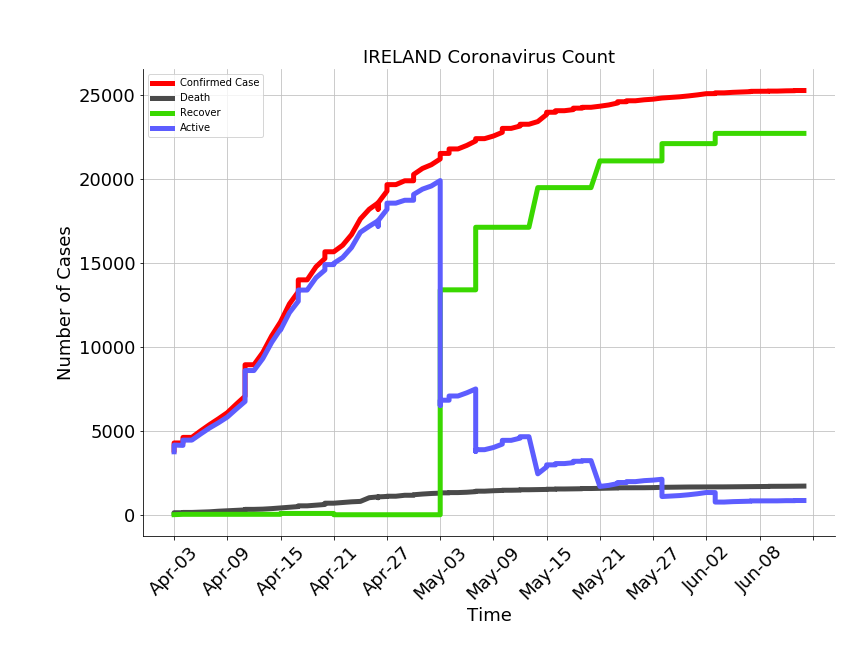 IRELAND Coronavirus Count
Confirmed Case
Death
Recover
Active
25000
20000
15000
10000
5000
0
Number of Cases
Apr-03
Apr-09
Apr-15
Apr-21
Apr-27
May-03
May-09
May-15
May-21
May-27
Jun-02
Jun-08
Time